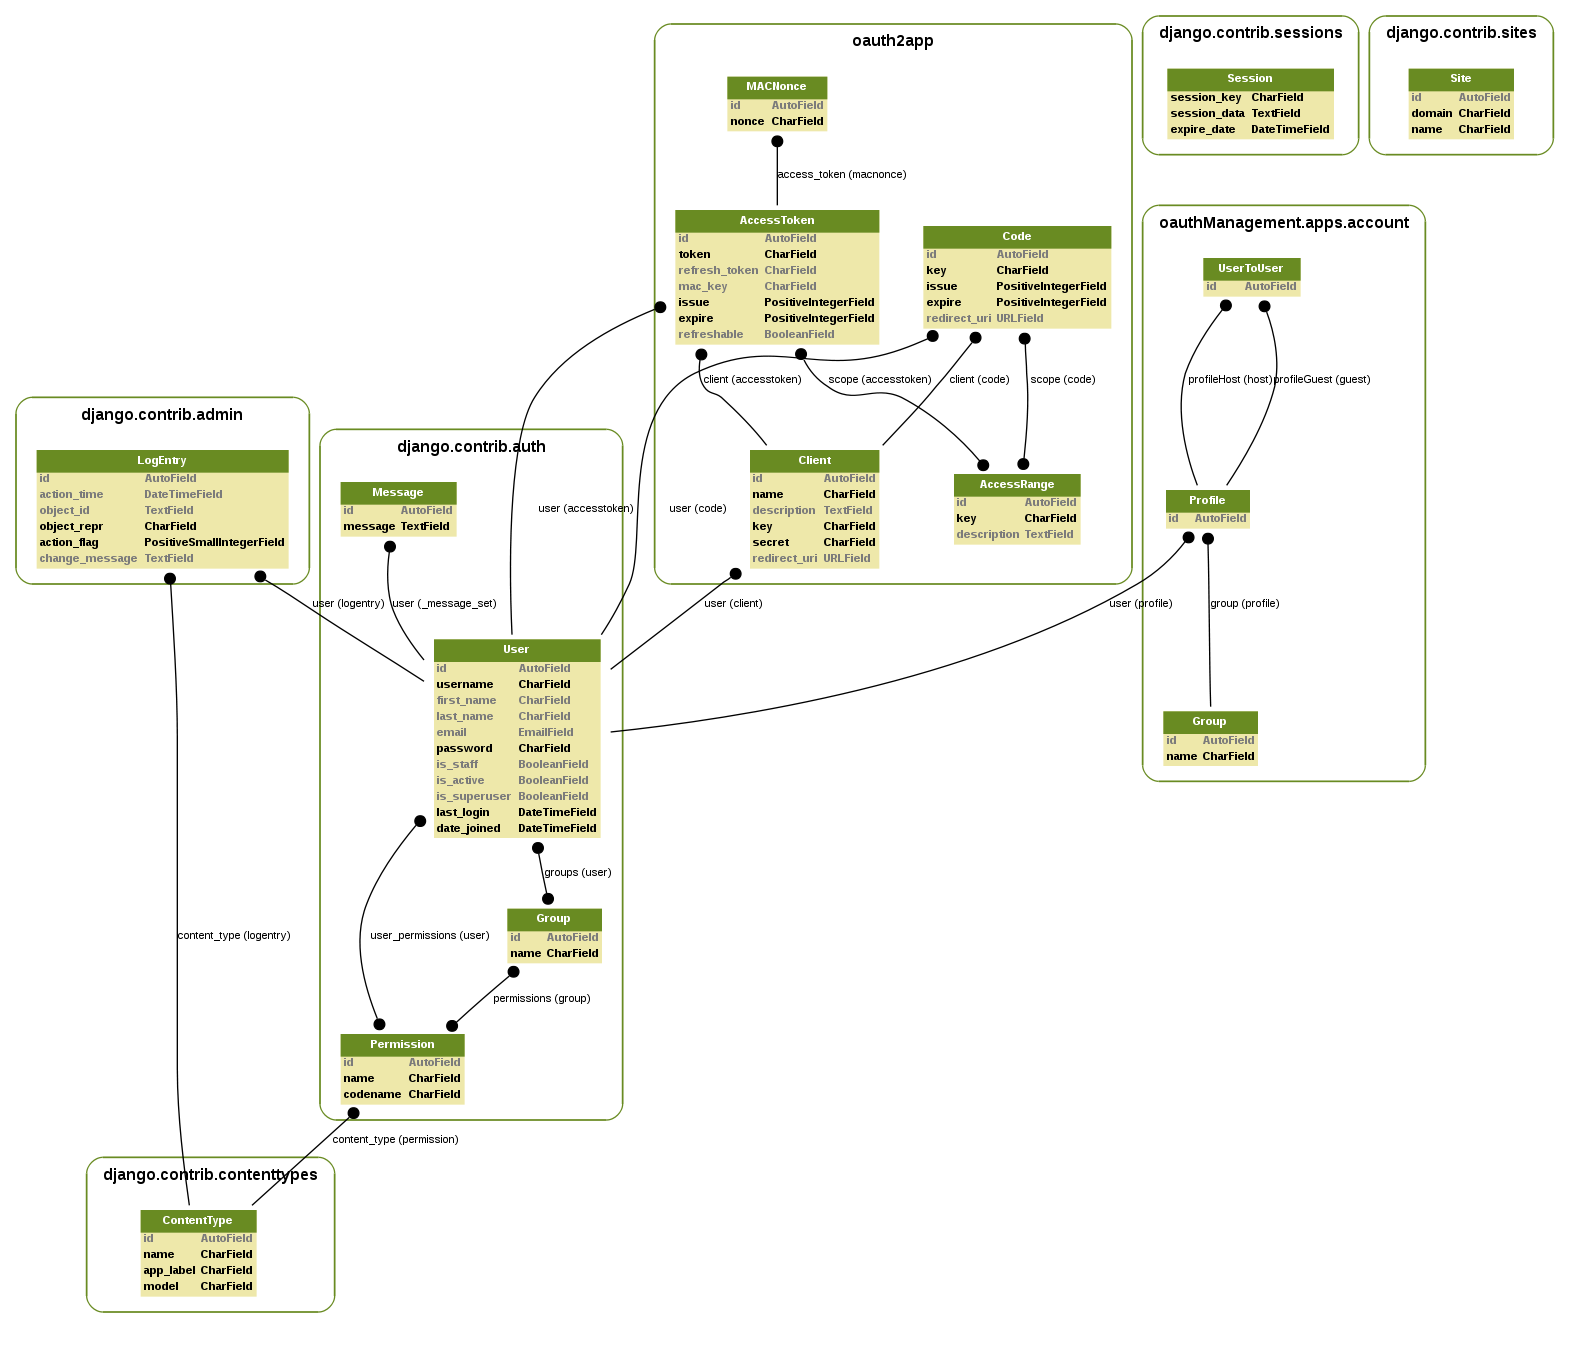 oauth2app
MACNonce
id AutoField
nonce CharField
access_token (macnonce)
AccessToken
id AutoField
token CharField
refresh_token CharField
mac_key CharField
issue PositiveIntegerField
expire PositiveIntegerField
refreshable BooleanField
Code
id AutoField
key CharField
issue PositiveIntegerField
expire PositiveIntegerField
redirect_uri URLField
client (accesstoken)
scope (accesstoken)
client (code)
scope (code)
Client
id AutoField
name CharField
description TextField
key CharField
secret CharField
redirect_uri URLField
AccessRange
id AutoField
key CharField
description TextField
user (accesstoken)
user (code)
user (client)
django.contrib.sessions
Session
session_key CharField
session_data TextField
expire_date DateTimeField
django.contrib.sites
Site
id AutoField
domain CharField
name CharField
oauthManagement.apps.account
UserToUser
id AutoField
profileHost (host)
profileGuest (guest)
Profile
id AutoField
user (profile)
group (profile)
Group
id AutoField
name CharField
django.contrib.admin
LogEntry
id AutoField
action_time DateTimeField
object_id TextField
object_repr CharField
action_flag PositiveSmallIntegerField
change_message TextField
user (logentry)
content_type (logentry)
django.contrib.auth
Message
id AutoField
message TextField
user (_message_set)
User
id AutoField
username CharField
first_name CharField
last_name CharField
email EmailField
password CharField
is_staff BooleanField
is_active BooleanField
is_superuser BooleanField
last_login DateTimeField
date_joined DateTimeField
groups (user)
user_permissions (user)
Group
id AutoField
name CharField
permissions (group)
Permission
id AutoField
name CharField
codename CharField
content_type (permission)
django.contrib.contenttypes
ContentType
id AutoField
name CharField
app_label CharField
model CharField